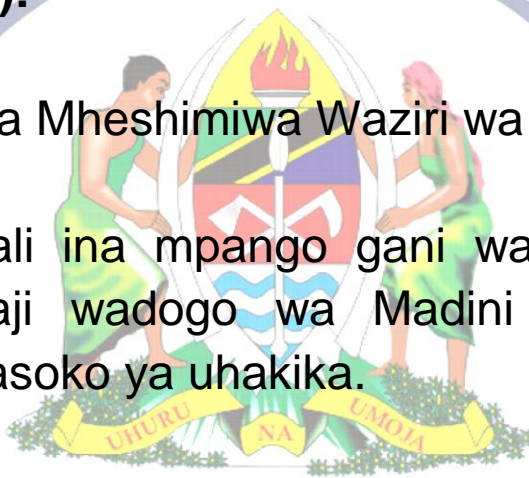 ).
a Mheshimiwa Waziri wa
ali ina mpango gani wa
aji wadogo wa Madini
asoko ya uhakika.
UHURU NA UMOJA